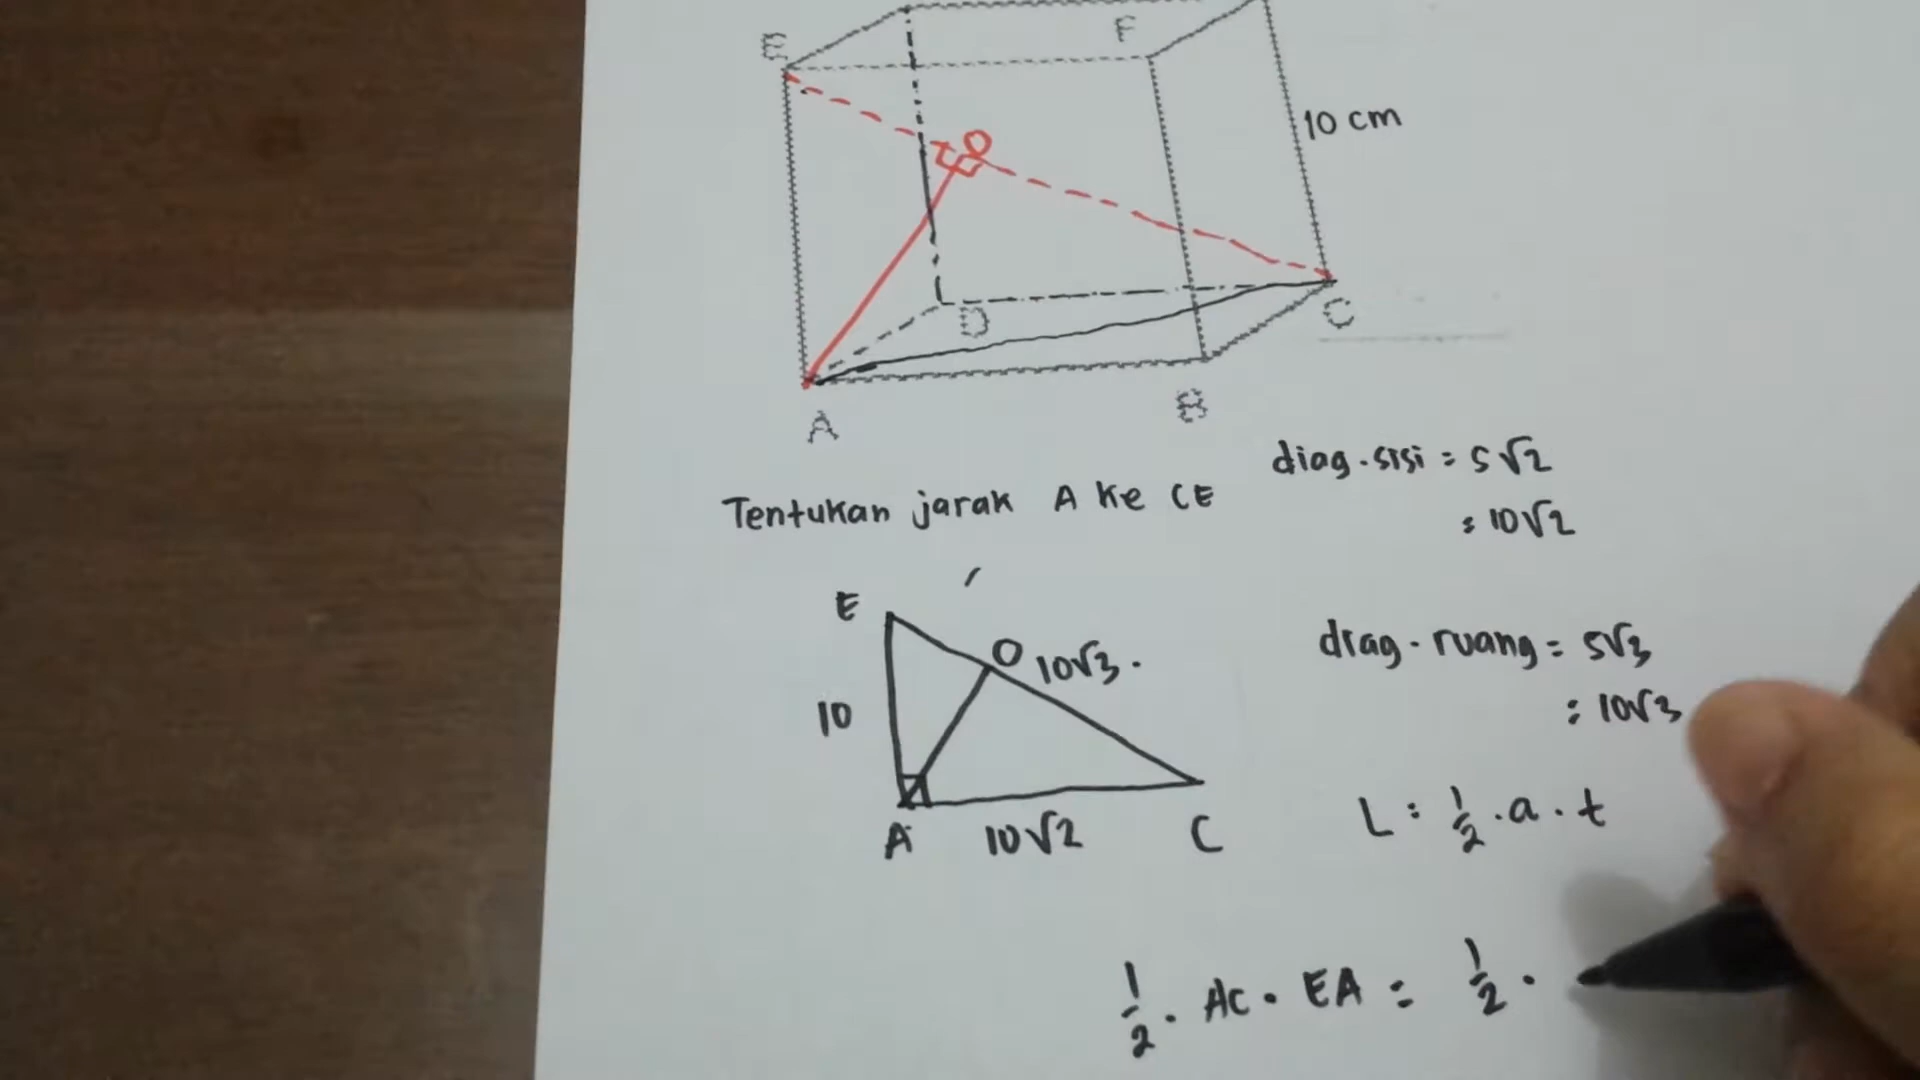 E
F
10 cm
O
D
C
A
B
diag. sisi = s√2
= 10√2
Tentukan jarak A ke CE
E
O
10√3.
diag. ruang = s√3
= 10√3
10
A
10√2
C
L = 1/2 . a . t
1/2 . AC . EA = 1/2 .